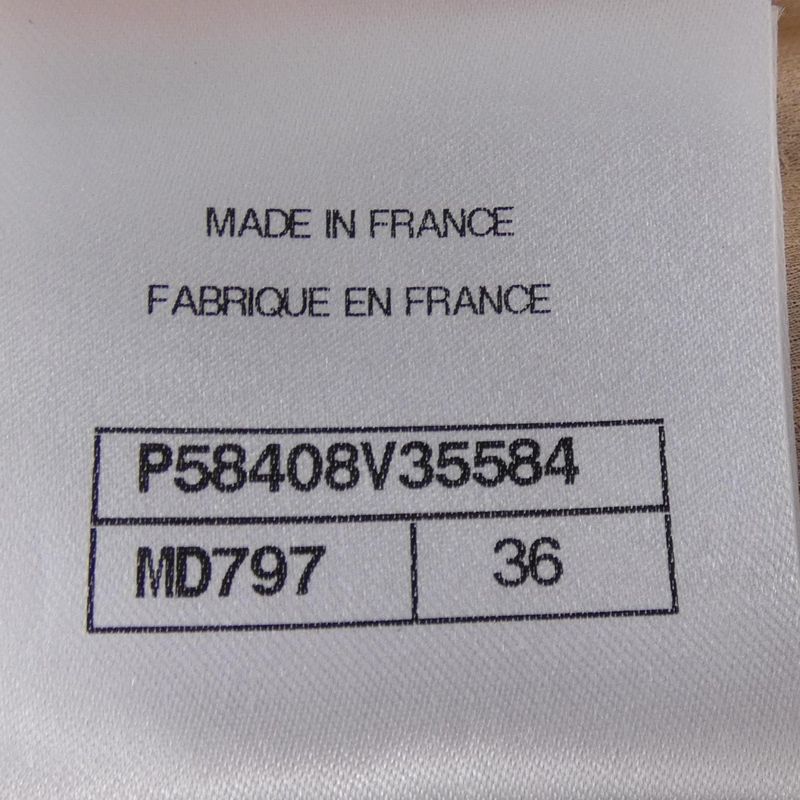 MADE IN FRANCE
FABRIQUE EN FRANCE
P58408V35584
MD797 36